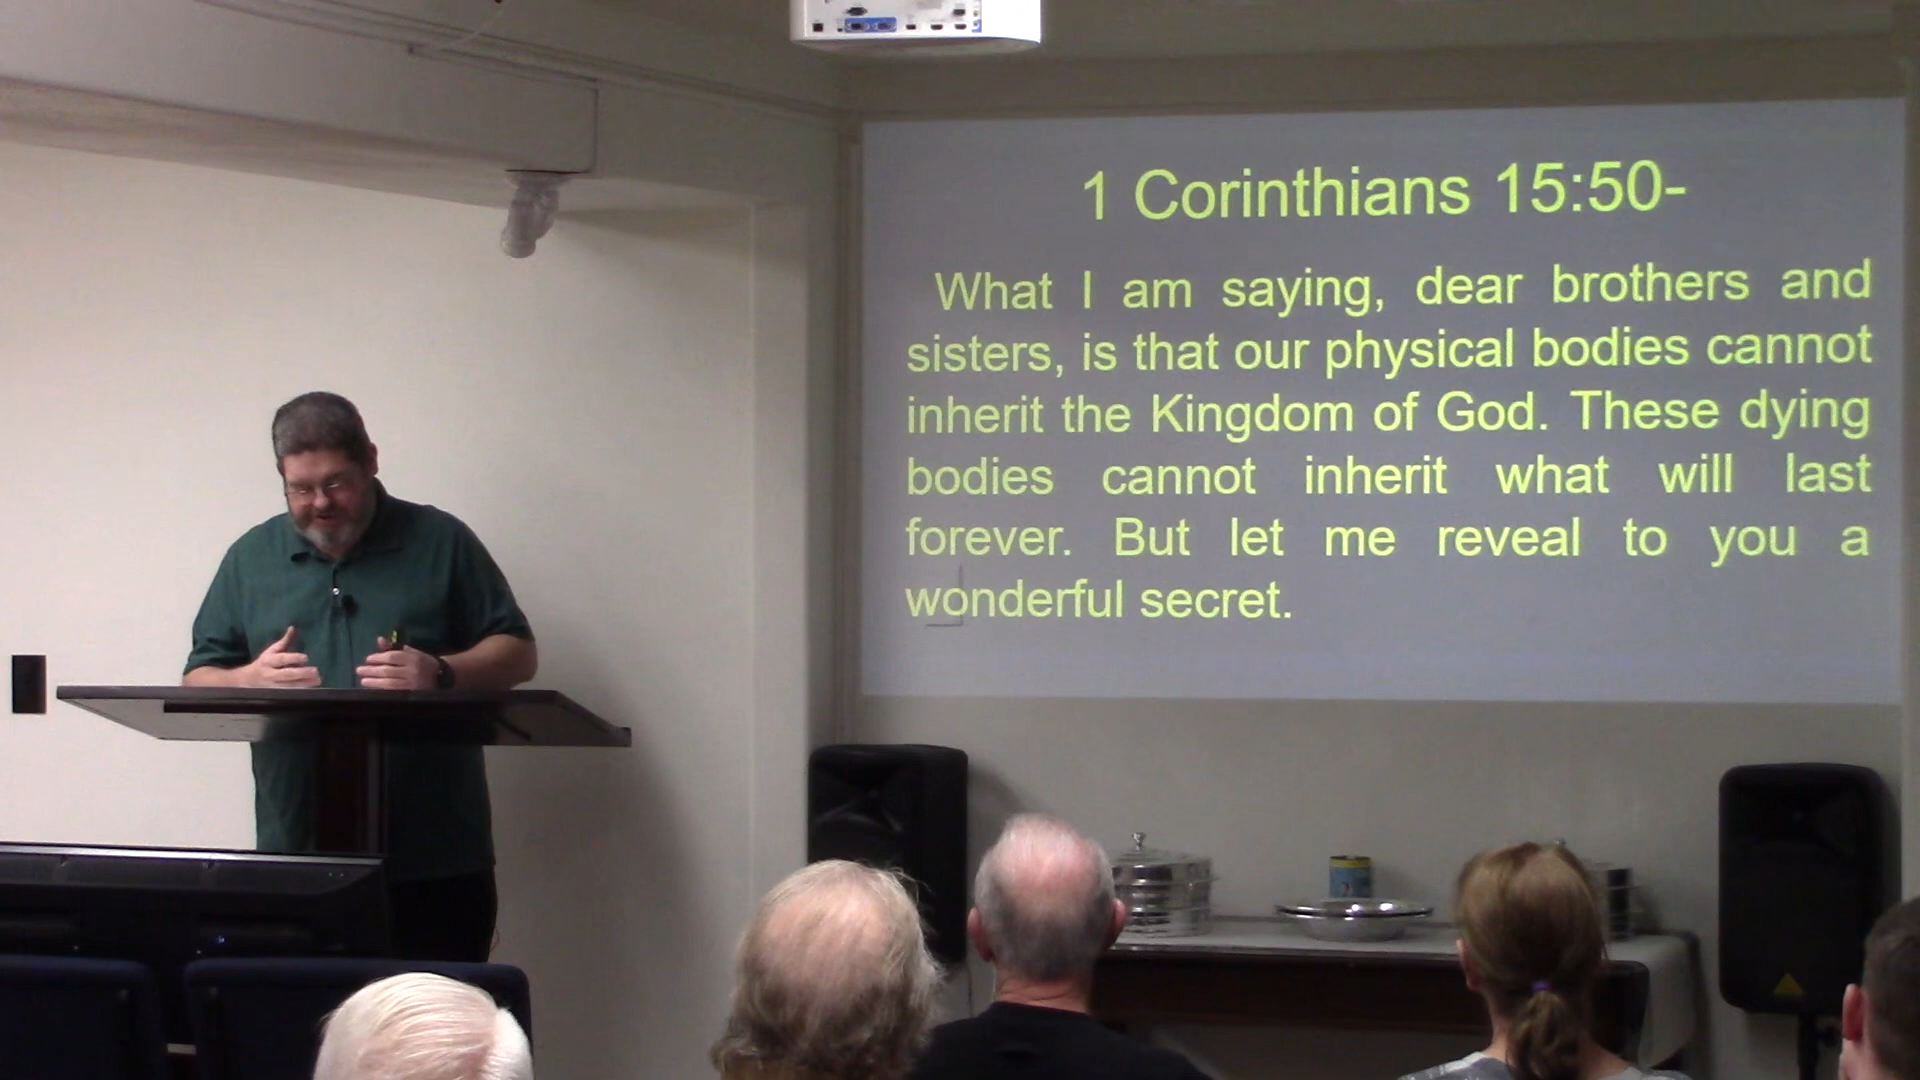 1 Corinthians 15:50-
What I am saying, dear brothers and
sisters, is that our physical bodies cannot
inherit the Kingdom of God. These dying
bodies cannot inherit what will last
forever. But let me reveal to you a
wonderful secret.